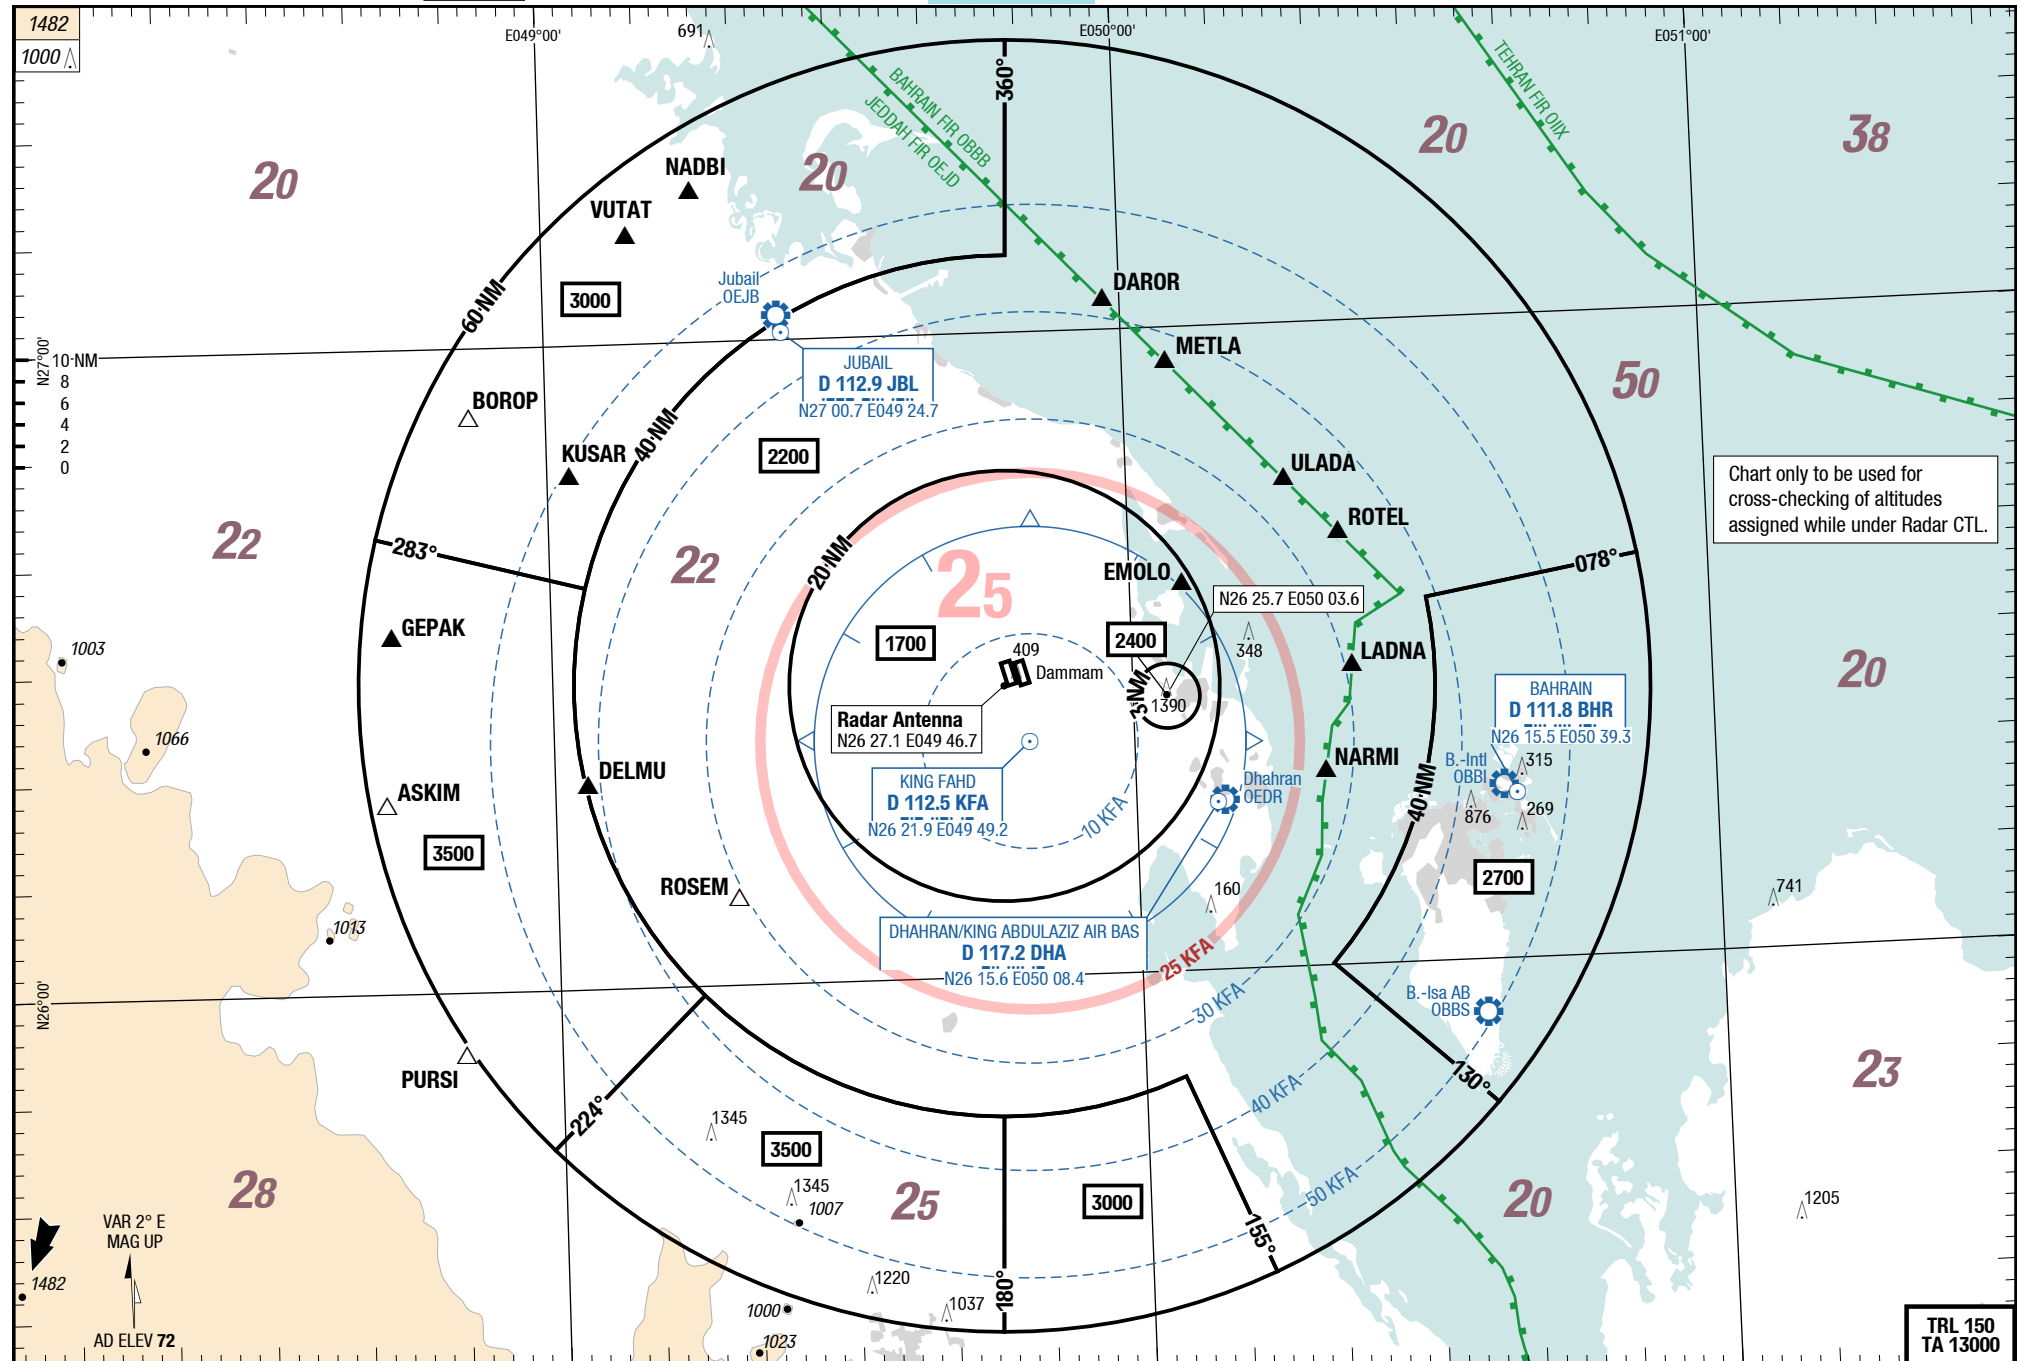 1482
1000
E049°00'
691
E050°00'
E051°00'
360°
BAHRAIN FIR OBBB
JEDDAH FIR OEJD
TEHRAN FIR OIIX
20
20
20
38
NADBI
VUTAT
3000
60 NM
Jubail
OEJB
DAROR
METLA
N27°00'
10 NM
8
6
4
2
0
JUBAIL
D 112.9 JBL
N27 00.7 E049 24.7
50
BOROP
KUSAR
40 NM
2200
ULADA
ROTEL
Chart only to be used for
cross-checking of altitudes
assigned while under Radar CTL.
22
283°
22
20 NM
25
EMOLO
N26 25.7 E050 03.6
078°
GEPAK
1003
1700
2400
348
LADNA
409
Dammam
3 NM
1390
20
Radar Antenna
N26 27.1 E049 46.7
BAHRAIN
D 111.8 BHR
N26 15.5 E050 39.3
1066
ASKIM
DELMU
KING FAHD
D 112.5 KFA
N26 21.9 E049 49.2
10 KFA
Dhahran
OEDR
NARMI
40 NM
B.-Intl
OBBI
315
876
269
3500
2700
ROSEM
160
741
1013
DHAHRAN/KING ABDULAZIZ AIR BAS
D 117.2 DHA
N26 15.6 E050 08.4
25 KFA
30 KFA
N26°00'
B.-Isa AB
OBBS
PURSI
224°
1345
40 KFA
130°
23
3500
28
1345
1007
25
3000
50 KFA
155°
20
1205
VAR 2° E
MAG UP
1482
1220
1037
180°
1000
1023
AD ELEV 72
TRL 150
TA 13000